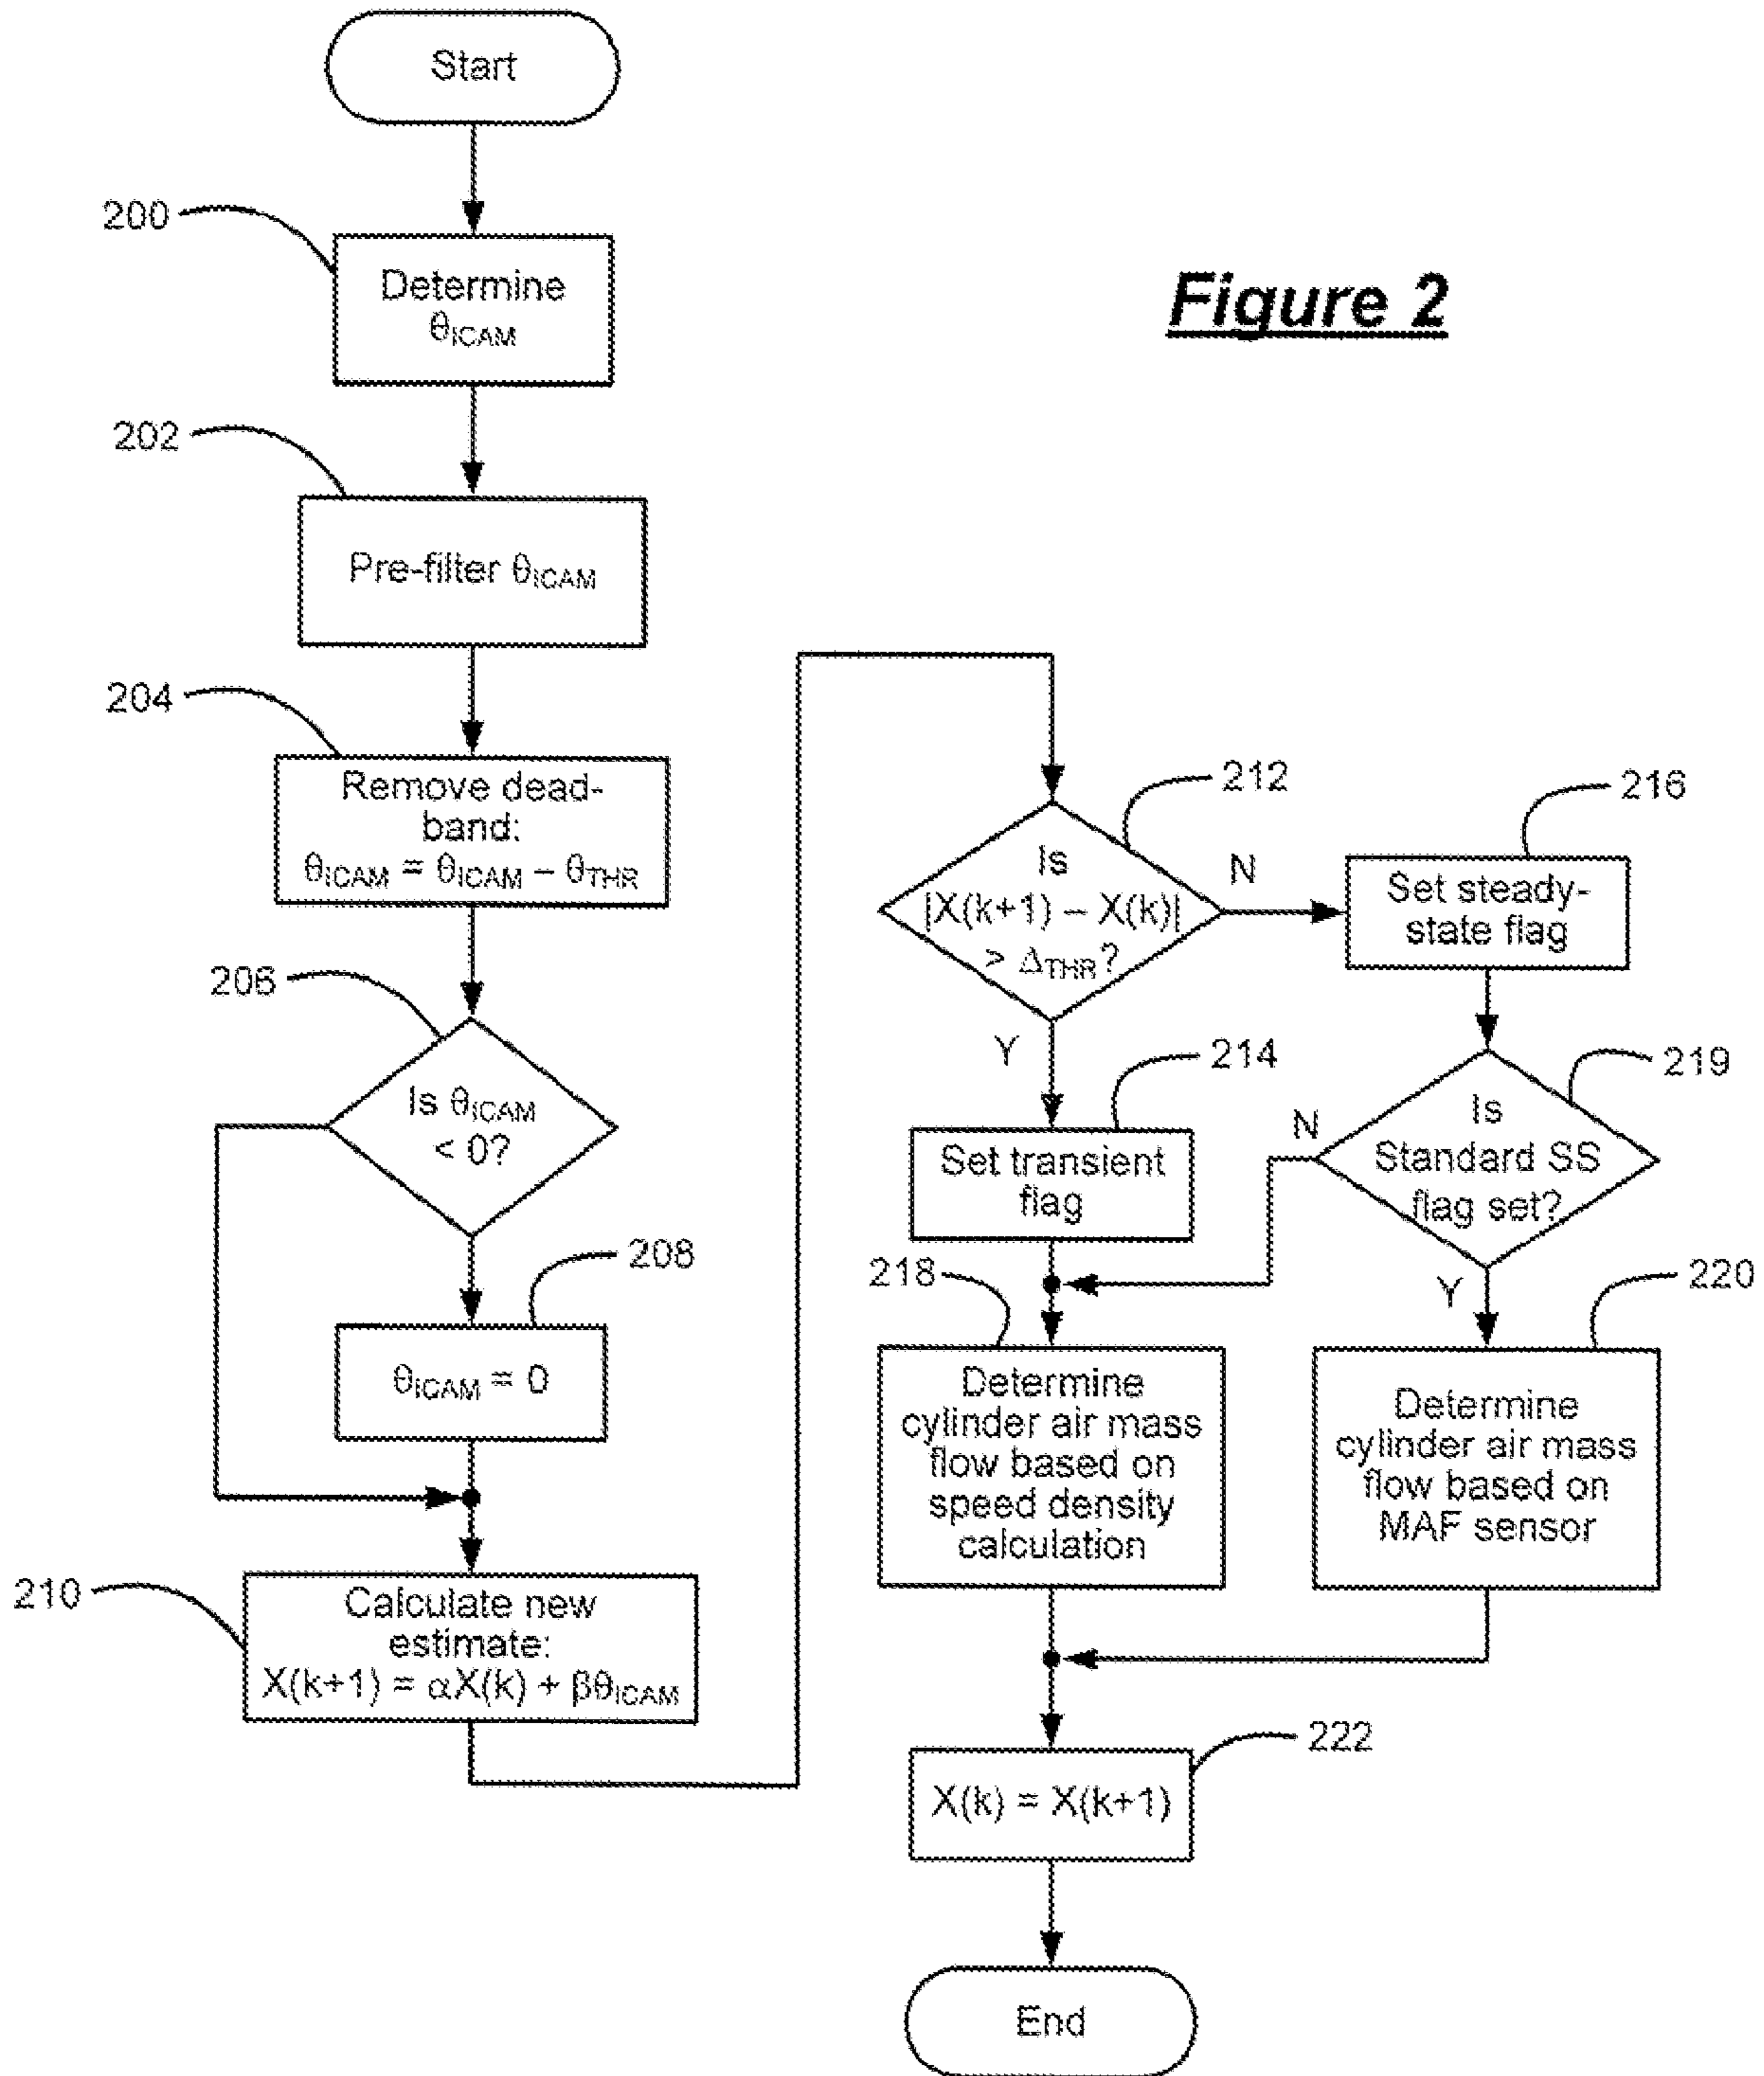 Figure 2
Start
200
Determine
θICAM
202
Pre-filter θICAM
204
Remove dead-
band:
θICAM = θICAM – θTHR
206
Is θICAM
< 0?
208
θICAM = 0
210
Calculate new
estimate:
X(k+1) = αX(k) + βθICAM
212
Is
|X(k+1) – X(k)|
> ΔTHR?
N
Y
216
Set steady-
state flag
214
Set transient
flag
219
Is
Standard SS
flag set?
N
Y
218
Determine
cylinder air mass
flow based on
speed density
calculation
220
Determine
cylinder air mass
flow based on
MAF sensor
222
X(k) = X(k+1)
End